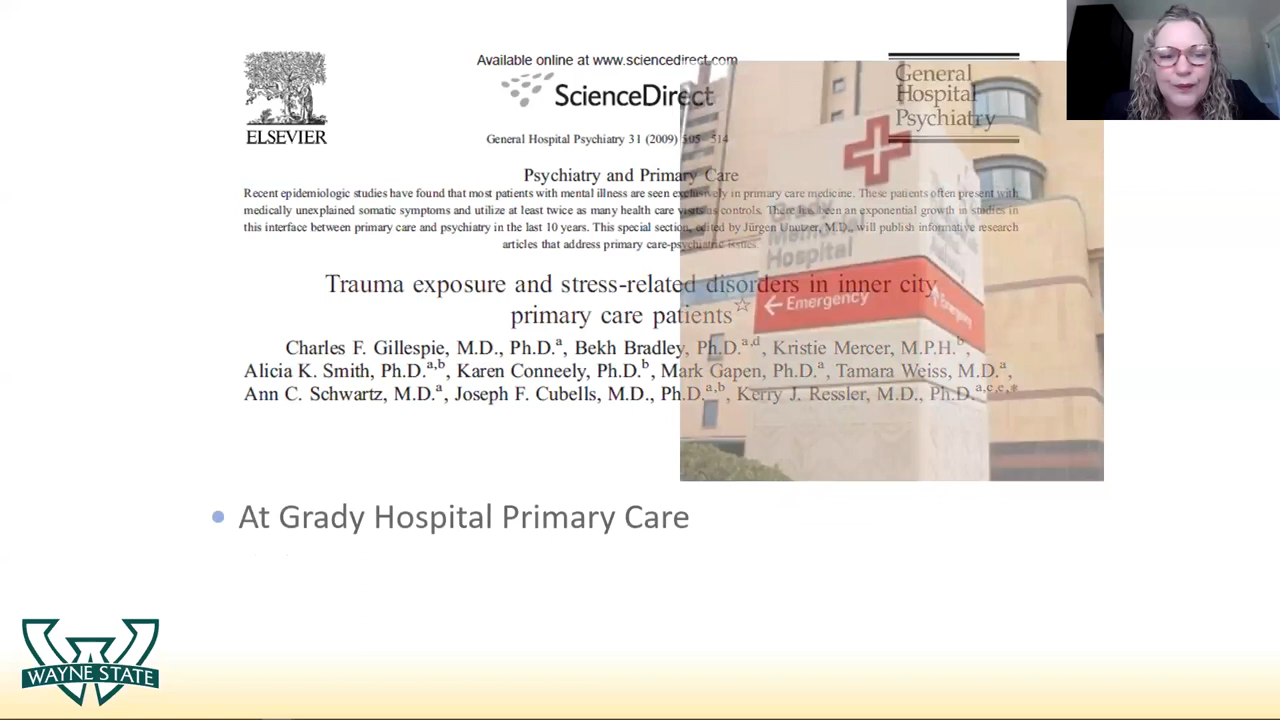 Available online at www.sciencedirect.com
ELSEVIER
ScienceDirect
General
Hospital
Psychiatry
General Hospital Psychiatry 31 (2009) 505–514
Psychiatry and Primary Care
Recent epidemiologic studies have found that most patients with mental illness are seen exclusively in primary care medicine. These patients often present with
medically unexplained somatic symptoms and utilize at least twice as many health care visits as controls. There has been an exponential growth in studies in
this interface between primary care and psychiatry in the last 10 years. This special section, edited by Jürgen Unutzer, M.D., will publish informative research
articles that address primary care-psychiatric issues.
Trauma exposure and stress-related disorders in inner city
primary care patients☆
Charles F. Gillespie, M.D., Ph.D.ᵃ, Bekh Bradley, Ph.D.ᵃ,ᵈ, Kristie Mercer, M.P.H.ᵇ,
Alicia K. Smith, Ph.D.ᵃ,ᵇ, Karen Conneely, Ph.D.ᵇ, Mark Gapen, Ph.D.ᵃ, Tamara Weiss, M.D.ᵃ,
Ann C. Schwartz, M.D.ᵃ, Joseph F. Cubells, M.D., Ph.D.ᵃ,ᵇ, Kerry J. Ressler, M.D., Ph.D.ᵃ,ᶜ,ᵉ,*
Grady
Memorial
Hospital
← Emergency
↑ Emergency
• At Grady Hospital Primary Care
WAYNE STATE